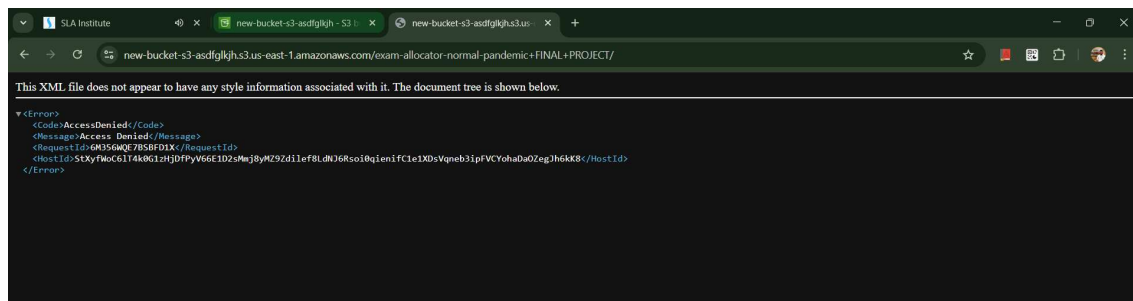 SLA Institute
new-bucket-s3-asdfglkjh - S3 b
new-bucket-s3-asdfglkjh.s3.us-
new-bucket-s3-asdfglkjh.s3.us-east-1.amazonaws.com/exam-allocator-normal-pandemic+FINAL+PROJECT/
This XML file does not appear to have any style information associated with it. The document tree is shown below.
▼<Error>
<Code>AccessDenied</Code>
<Message>Access Denied</Message>
<RequestId>6M356WQE7BSBFD1X</RequestId>
<HostId>StXyfWoC6lT4k0G1zHjDfPyV66E1D2sMmj8yMZ9Zdilef8LdNJ6Rsoi0qienifC1e1XDsVqneb3ipFVCYohaDaOZegJh6kK8</HostId>
</Error>